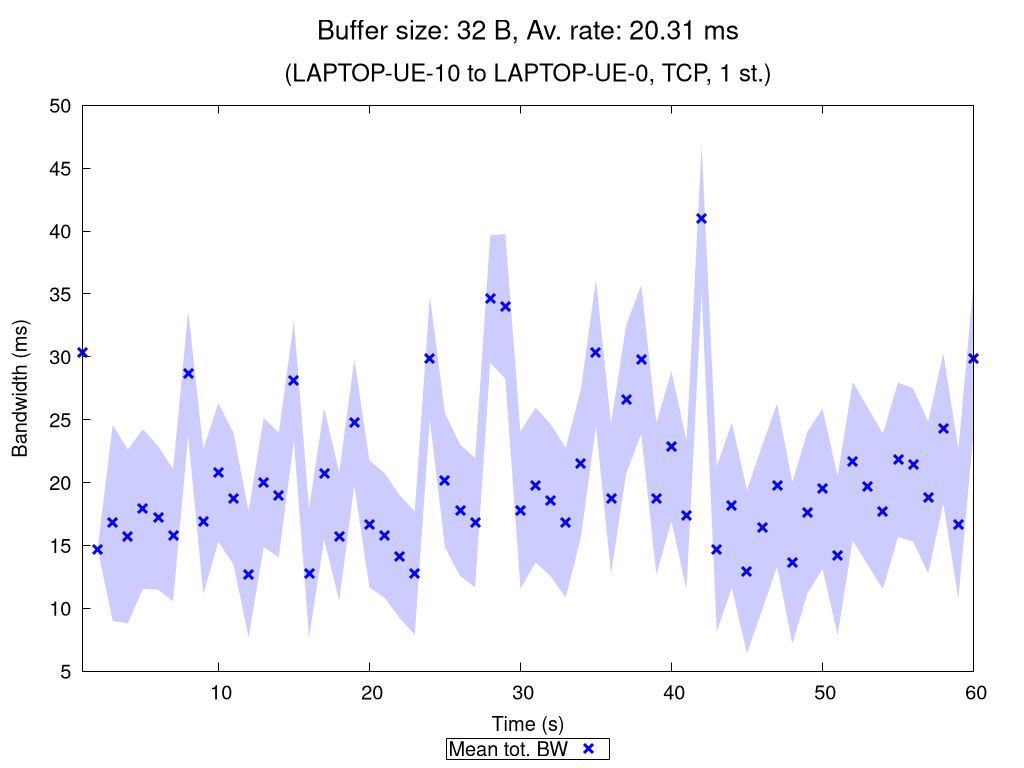 Buffer size: 32 B, Av. rate: 20.31 ms
(LAPTOP-UE-10 to LAPTOP-UE-0, TCP, 1 st.)
50
45
40
35
30
25
20
15
10
5
Bandwidth (ms)
10 20 30 40 50 60
Time (s)
Mean tot. BW